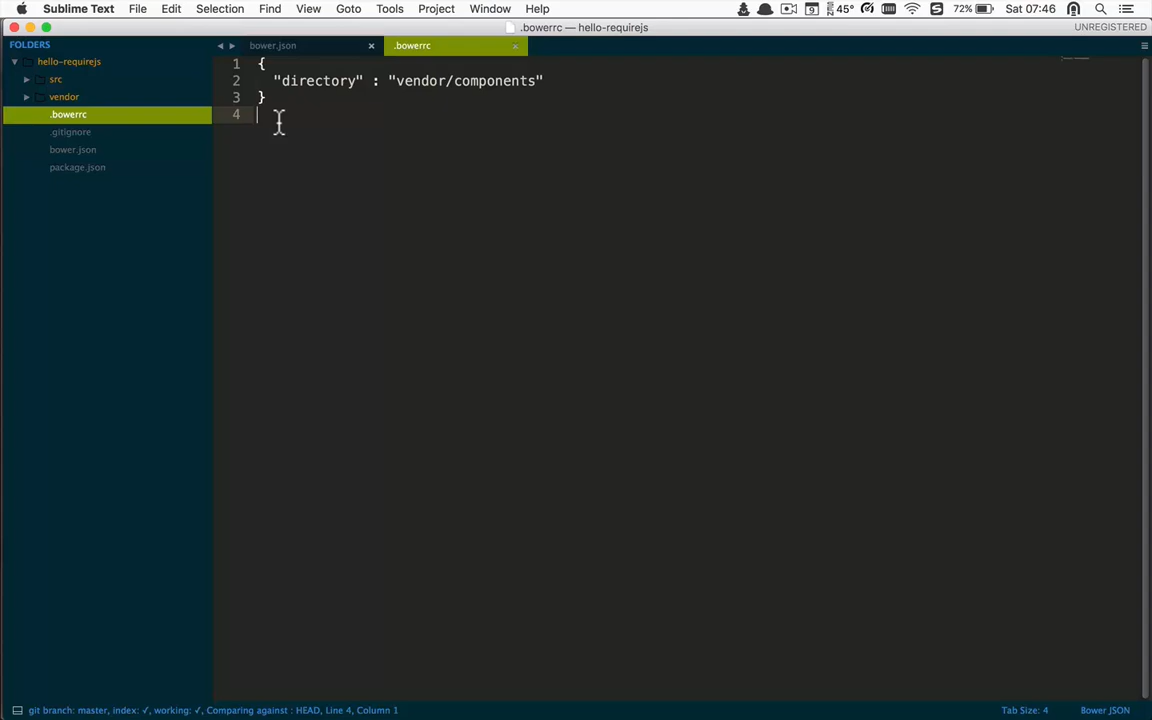 Sublime Text File Edit Selection Find View Goto Tools Project Window Help 9 45° 72% Sat 07:46
.bowerrc — hello-requirejs UNREGISTERED
FOLDERS
hello-requirejs
src
vendor
.bowerrc
.gitignore
bower.json
package.json
bower.json × .bowerrc ×
1 {
2 "directory" : "vendor/components"
3 }
4
git branch: master, index: ✓, working: ✓, Comparing against : HEAD, Line 4, Column 1 Tab Size: 4 Bower JSON